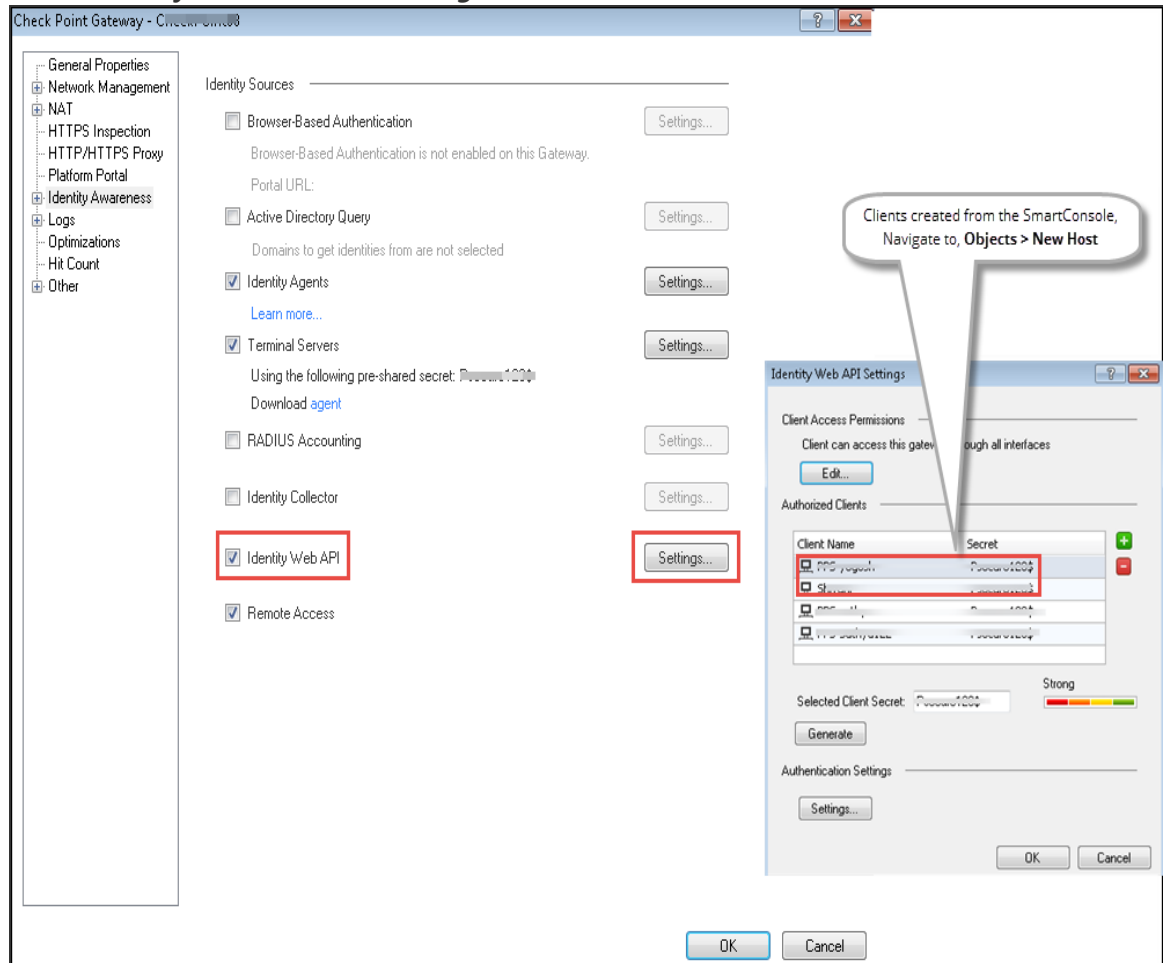 Check Point Gateway -
General Properties
Network Management
NAT
HTTPS Inspection
HTTP/HTTPS Proxy
Platform Portal
Identity Awareness
Logs
Optimizations
Hit Count
Other
Identity Sources
Browser-Based Authentication
Settings...
Browser-Based Authentication is not enabled on this Gateway.
Portal URL:
Active Directory Query
Settings...
Domains to get identities from are not selected
Identity Agents
Settings...
Learn more...
Terminal Servers
Settings...
Using the following pre-shared secret:
Download agent
RADIUS Accounting
Settings...
Identity Collector
Settings...
Identity Web API
Settings...
Remote Access
OK
Cancel
Clients created from the SmartConsole,
Navigate to, Objects > New Host
Identity Web API Settings
Client Access Permissions
Client can access this all interfaces
Edit...
Authorized Clients
Client Name
Secret
Selected Client Secret:
Strong
Generate
Authentication Settings
Settings...
OK
Cancel